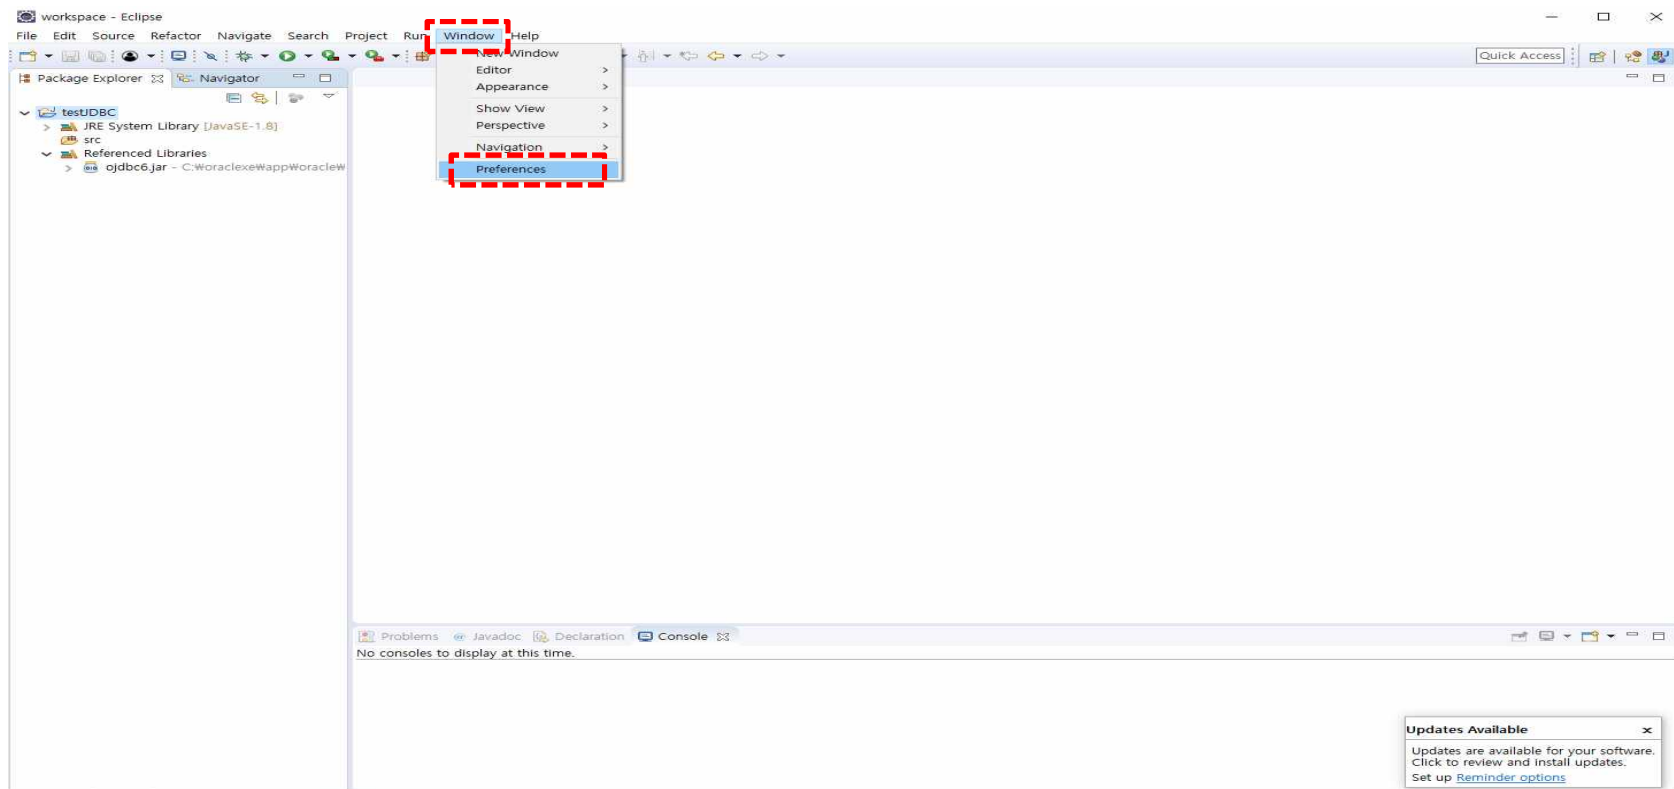 workspace - Eclipse
File Edit Source Refactor Navigate Search Project Run Window Help
Quick Access
Package Explorer Navigator
testJDBC
JRE System Library [JavaSE-1.8]
src
Referenced Libraries
ojdbc6.jar - C:₩oraclexe₩app₩oracle₩
New Window
Editor
Appearance
Show View
Perspective
Navigation
Preferences
Problems Javadoc Declaration Console
No consoles to display at this time.
Updates Available
Updates are available for your software.
Click to review and install updates.
Set up Reminder options